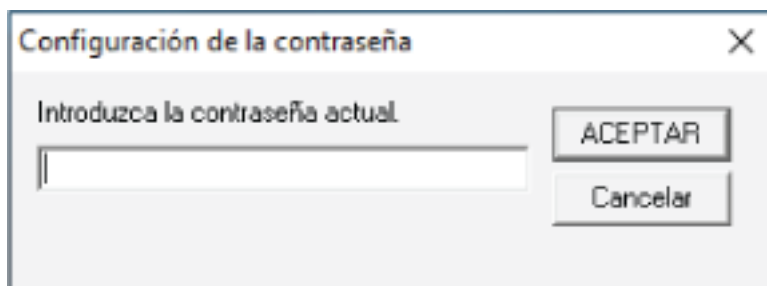 Configuración de la contraseña
Introduzca la contraseña actual.
ACEPTAR
Cancelar